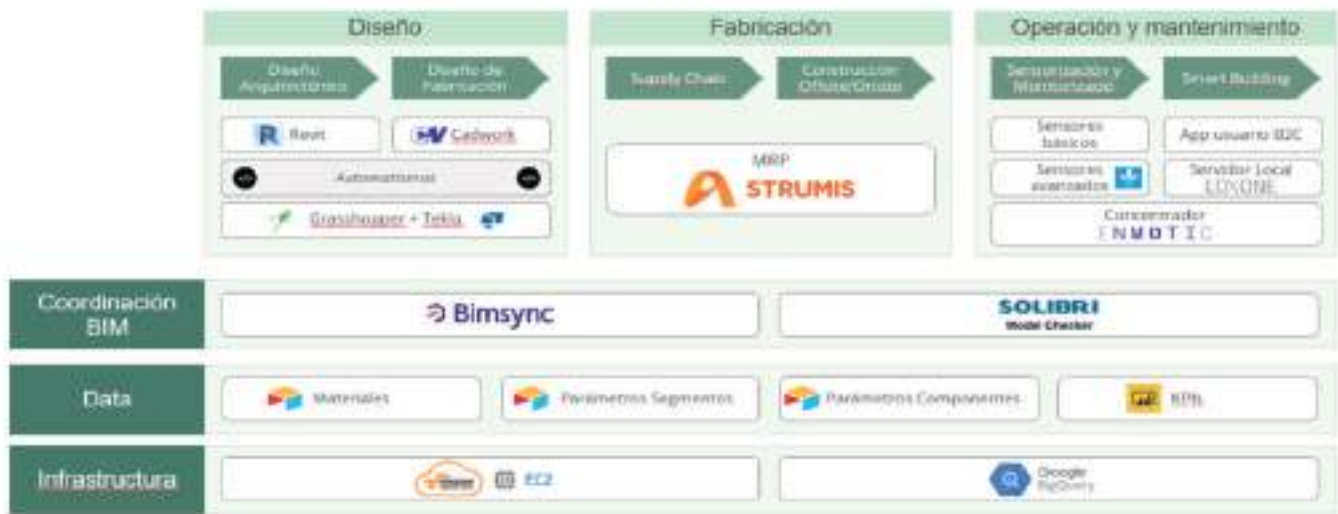 Diseño
Fabricación
Operación y mantenimiento
Diseño
Arquitectónico
Diseño de
Fabricación
Supply Chain
Construcción
Offsite/Onsite
Sensorización y
Monitorizado
Smart Building
Revit
Cadwork
Automatismos
Grasshopper + Tekla
MRP
STRUMIS
Sensores
básicos
App usuario B2C
Sensores
avanzados
Servidor Local
LOXONE
Concentrador
ENMOTIC
Coordinación
BIM
Bimsync
SOLIBRI
Model Checker
Data
Materiales
Parámetros Segmentos
Parámetros Componentes
KPIs
Infrastructura
EC2
Google
BigQuery